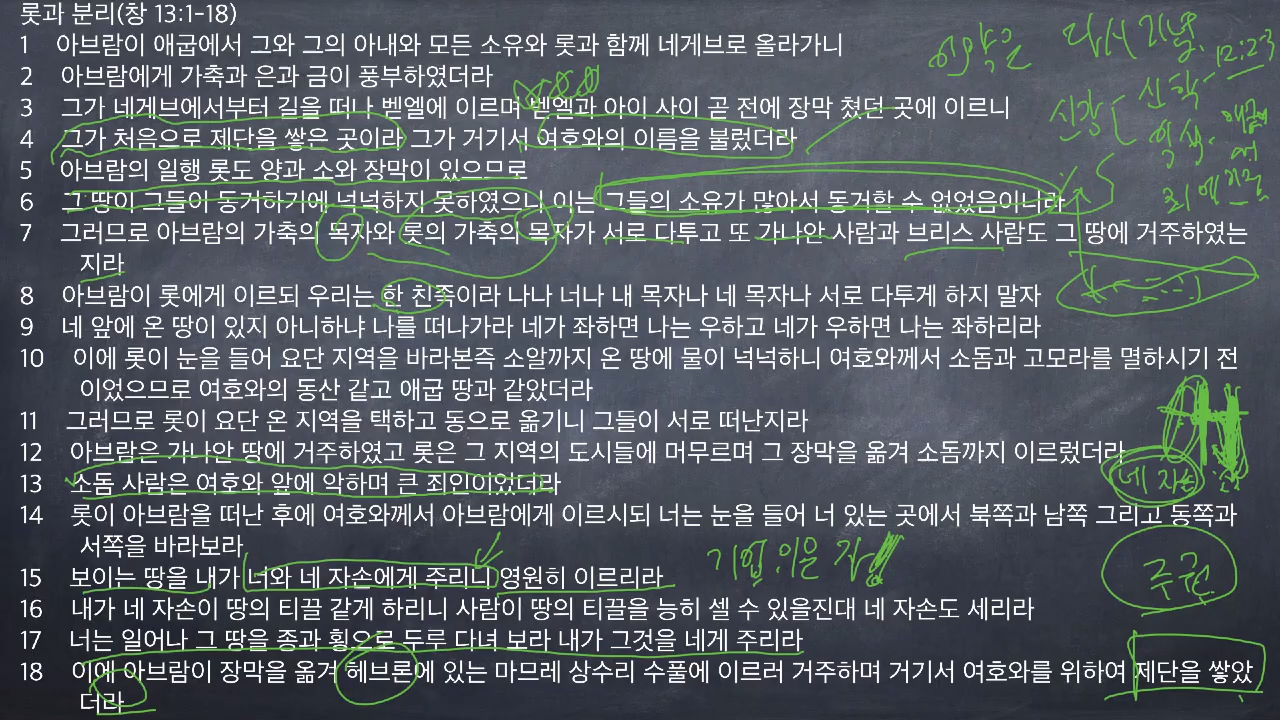 롯과 분리(창 13:1-18)
1 아브람이 애굽에서 그와 그의 아내와 모든 소유와 롯과 함께 네게브로 올라가니
2 아브람에게 가축과 은과 금이 풍부하였더라
3 그가 네게브에서부터 길을 떠나 벧엘에 이르며 벧엘과 아이 사이 곧 전에 장막 쳤던 곳에 이르니
4 그가 처음으로 제단을 쌓은 곳이라 그가 거기서 여호와의 이름을 불렀더라
5 아브람의 일행 롯도 양과 소와 장막이 있으므로
6 그 땅이 그들이 동거하기에 넉넉하지 못하였으니 이는 그들의 소유가 많아서 동거할 수 없었음이니라
7 그러므로 아브람의 가축의 목자와 롯의 가축의 목자가 서로 다투고 또 가나안 사람과 브리스 사람도 그 땅에 거주하였는
지라
8 아브람이 롯에게 이르되 우리는 한 친족이라 나나 너나 내 목자나 네 목자나 서로 다투게 하지 말자
9 네 앞에 온 땅이 있지 아니하냐 나를 떠나가라 네가 좌하면 나는 우하고 네가 우하면 나는 좌하리라
10 이에 롯이 눈을 들어 요단 지역을 바라본즉 소알까지 온 땅에 물이 넉넉하니 여호와께서 소돔과 고모라를 멸하시기 전
이었으므로 여호와의 동산 같고 애굽 땅과 같았더라
11 그러므로 롯이 요단 온 지역을 택하고 동으로 옮기니 그들이 서로 떠난지라
12 아브람은 가나안 땅에 거주하였고 롯은 그 지역의 도시들에 머무르며 그 장막을 옮겨 소돔까지 이르렀더라
13 소돔 사람은 여호와 앞에 악하며 큰 죄인이었더라
14 롯이 아브람을 떠난 후에 여호와께서 아브람에게 이르시되 너는 눈을 들어 너 있는 곳에서 북쪽과 남쪽 그리고 동쪽과
서쪽을 바라보라
15 보이는 땅을 내가 너와 네 자손에게 주리니 영원히 이르리라
16 내가 네 자손이 땅의 티끌 같게 하리니 사람이 땅의 티끌을 능히 셀 수 있을진대 네 자손도 세리라
17 너는 일어나 그 땅을 종과 횡으로 두루 다녀 보라 내가 그것을 네게 주리라
18 이에 아브람이 장막을 옮겨 헤브론에 있는 마므레 상수리 수풀에 이르러 거주하며 거기서 여호와를 위하여 제단을 쌓았
더라
다시 기념
신학
네 자손
기업 이을 자
주권